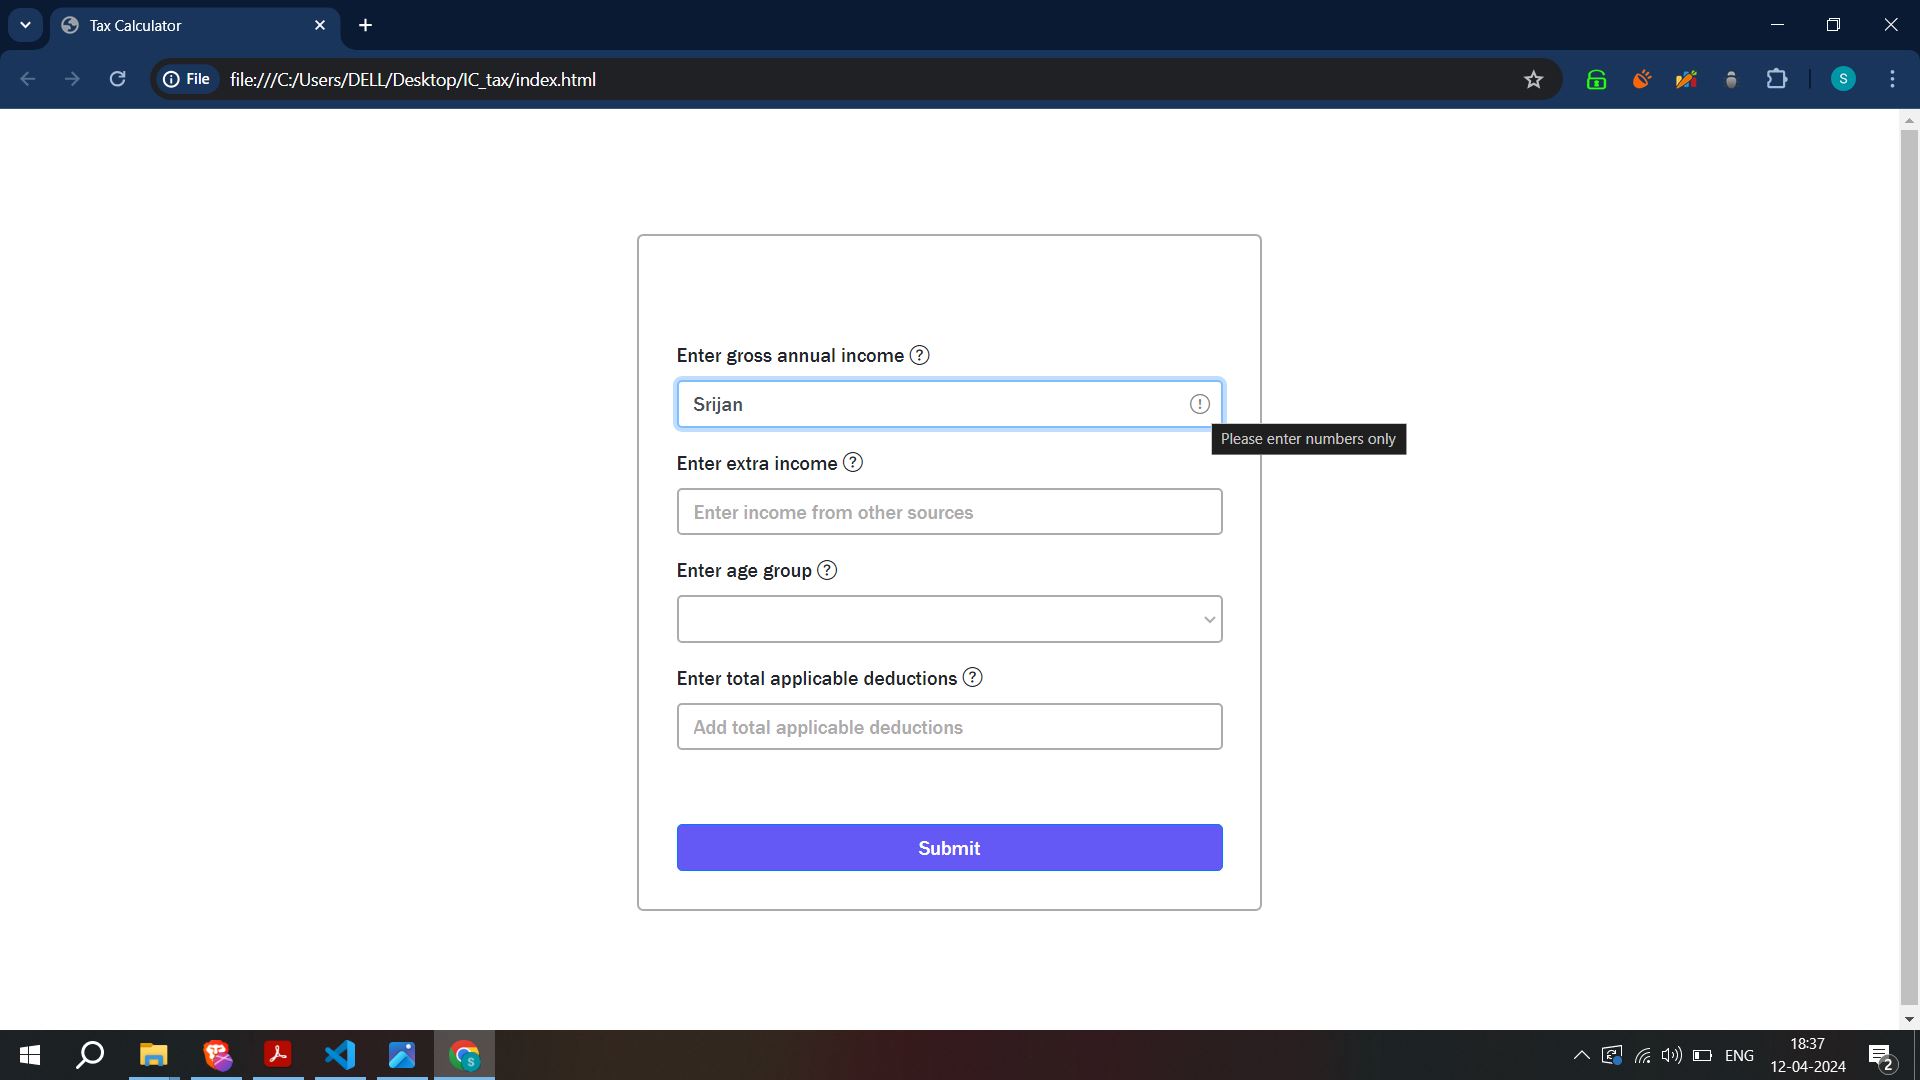 Tax Calculator
File file:///C:/Users/DELL/Desktop/IC_tax/index.html S
Enter gross annual income ?
Srijan !
Please enter numbers only
Enter extra income ?
Enter income from other sources
Enter age group ?
Enter total applicable deductions ?
Add total applicable deductions
Submit
S
ENG
18:37
12-04-2024
2